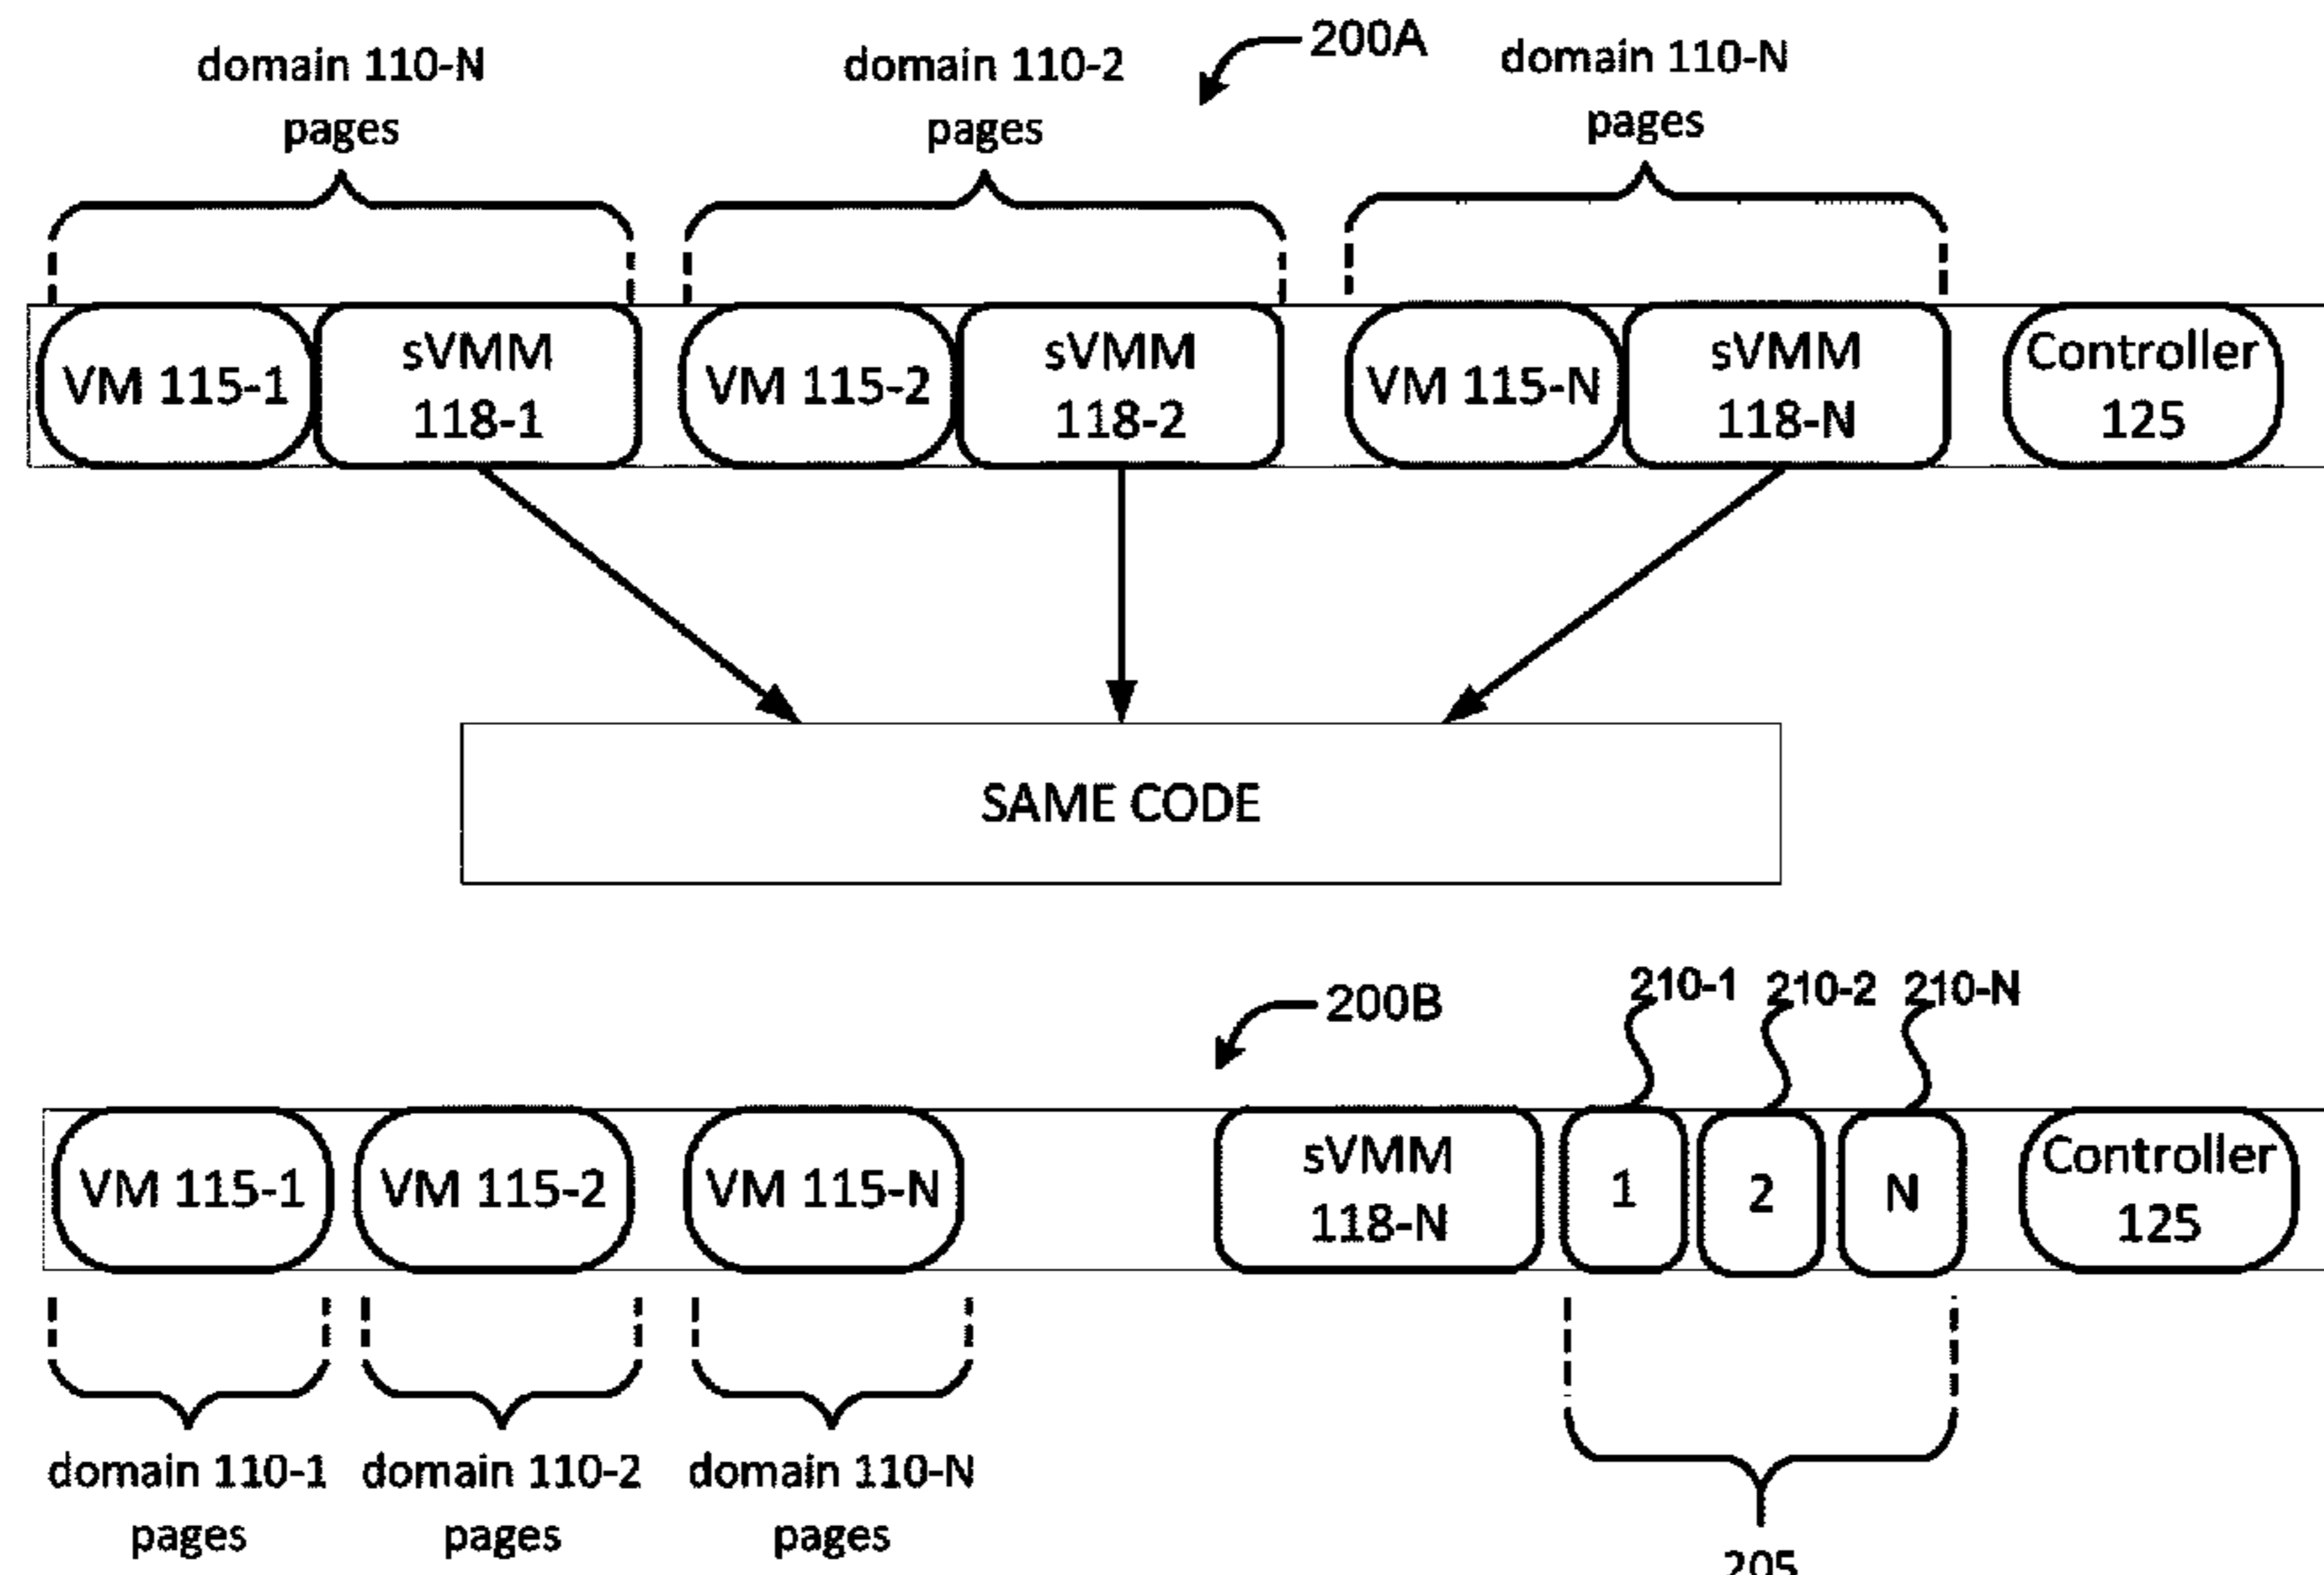 200A
domain 110-N
pages
domain 110-2
pages
domain 110-N
pages
VM 115-1
sVMM
118-1
VM 115-2
sVMM
118-2
VM 115-N
sVMM
118-N
Controller
125
SAME CODE
200B
210-1
210-2
210-N
VM 115-1
VM 115-2
VM 115-N
sVMM
118-N
1
2
N
Controller
125
domain 110-1
pages
domain 110-2
pages
domain 110-N
pages
205